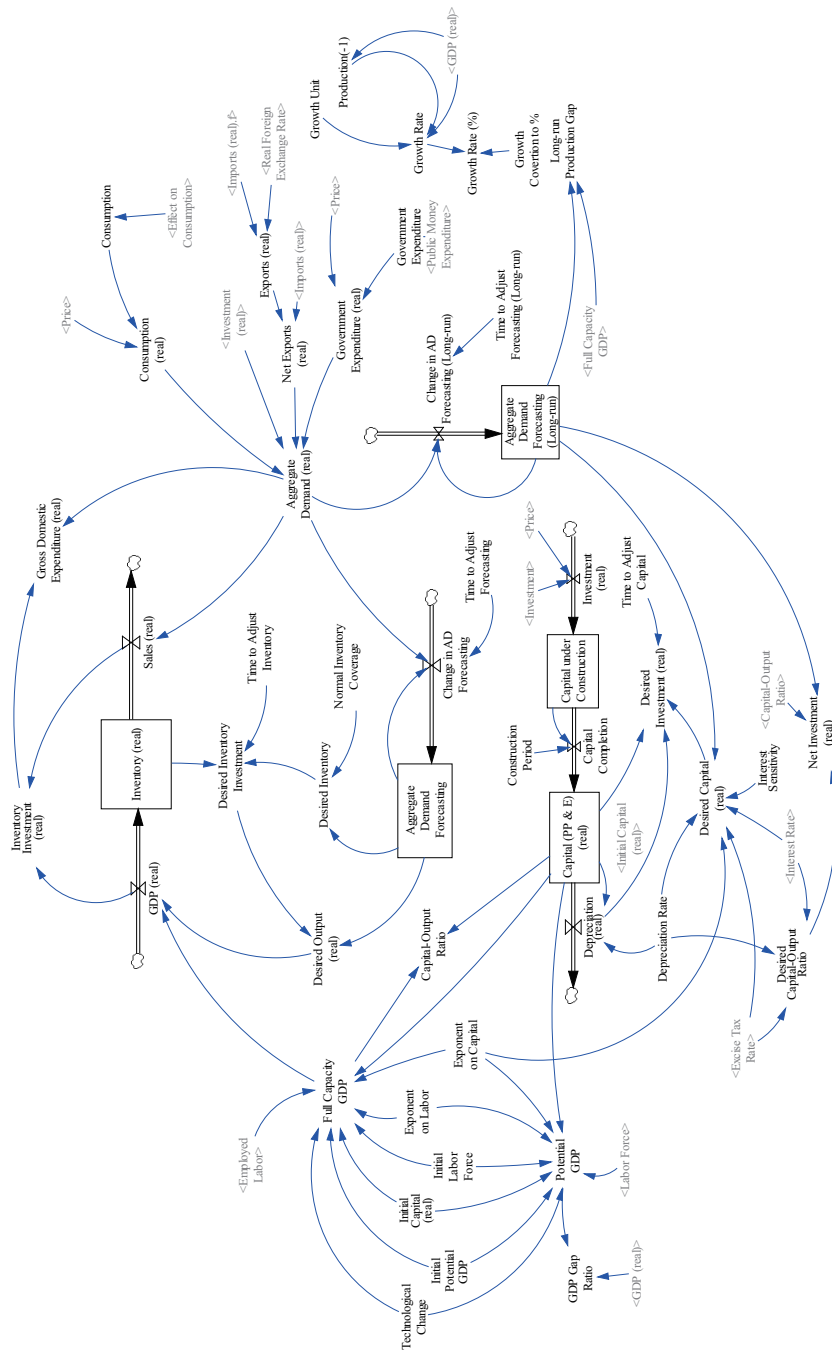 Inventory
Investment
(real)
Gross Domestic
Expenditure (real)
<Price>
Consumption
<Effect on
Consumption>
GDP (real)
Inventory (real)
Sales (real)
Consumption
(real)
<Employed
Labor>
Desired Inventory
Investment
Time to Adjust
Inventory
<Investment
(real)>
<Imports (real).f>
<Real Foreign
Exchange Rate>
Exports (real)
Net Exports
(real)
<Imports (real)>
Aggregate
Demand (real)
Growth Unit
Production(-1)
<GDP (real)>
Growth Rate
Growth Rate (%)
Growth
Covertion to %
Full Capacity
GDP
Desired Output
(real)
Desired Inventory
Normal Inventory
Coverage
Government
Expenditure (real)
<Price>
Government
Expenditure
<Public Money
Expenditure>
Technological
Change
Initial
Potential
GDP
Initial
Capital
(real)
Initial
Labor
Force
Exponent
on Labor
Exponent
on Capital
Capital-Output
Ratio
Aggregate
Demand
Forecasting
Change in AD
Forecasting
Time to Adjust
Forecasting
Change in AD
Forecasting (Long-run)
Time to Adjust
Forecasting (Long-run)
Aggregate
Demand
Forecasting
(Long-run)
Long-run
Production Gap
<Full Capacity
GDP>
GDP Gap
Ratio
<GDP (real)>
Potential
GDP
<Labor Force>
Depreciation
(real)
Capital (PP & E)
(real)
Construction
Period
Capital
Completion
Capital under
Construction
<Investment>
<Price>
Investment
(real)
<Initial Capital
(real)>
Desired
Investment (real)
Time to Adjust
Capital
Depreciation Rate
Desired Capital
(real)
Interest
Sensitivity
<Excise Tax
Rate>
Desired
Capital-Output
Ratio
<Interest Rate>
<Capital-Output
Ratio>
Net Investment
(real)